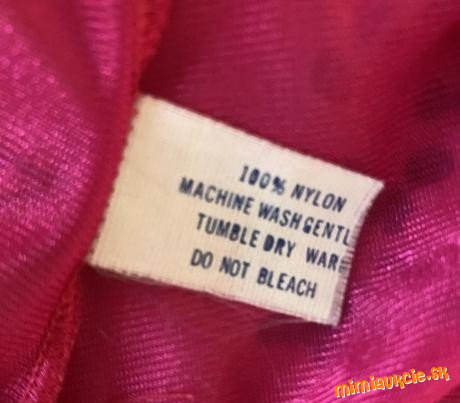 100% NYLON
MACHINE WASH GENTL
TUMBLE DRY WAR
DO NOT BLEACH
mimiaukcie.sk